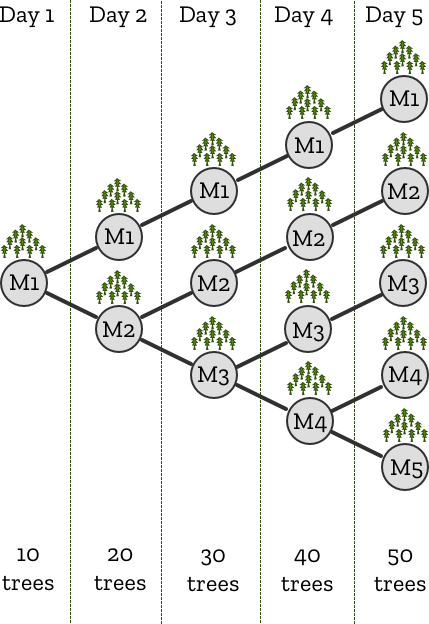 Day 1
Day 2
Day 3
Day 4
Day 5
M1
M1
M1
M1
M1
M2
M2
M2
M2
M3
M3
M3
M4
M4
M5
10 trees
20 trees
30 trees
40 trees
50 trees